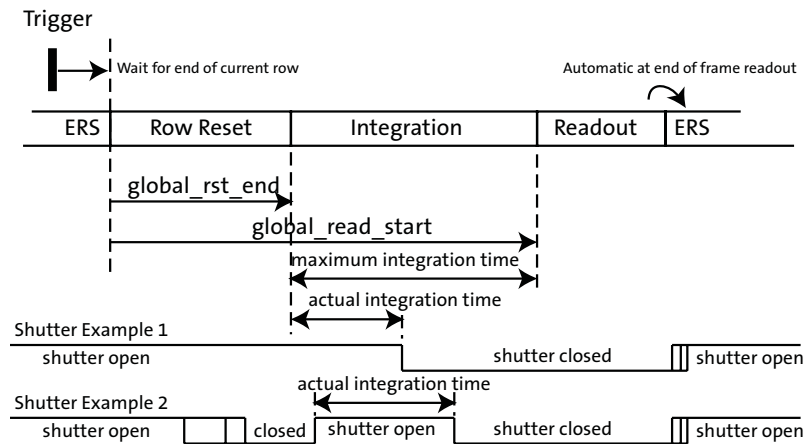 Trigger
Wait for end of current row
Automatic at end of frame readout
ERS Row Reset Integration Readout ERS
global_rst_end
global_read_start
maximum integration time
actual integration time
Shutter Example 1
shutter open shutter closed shutter open
actual integration time
Shutter Example 2
shutter open closed shutter open shutter closed shutter open